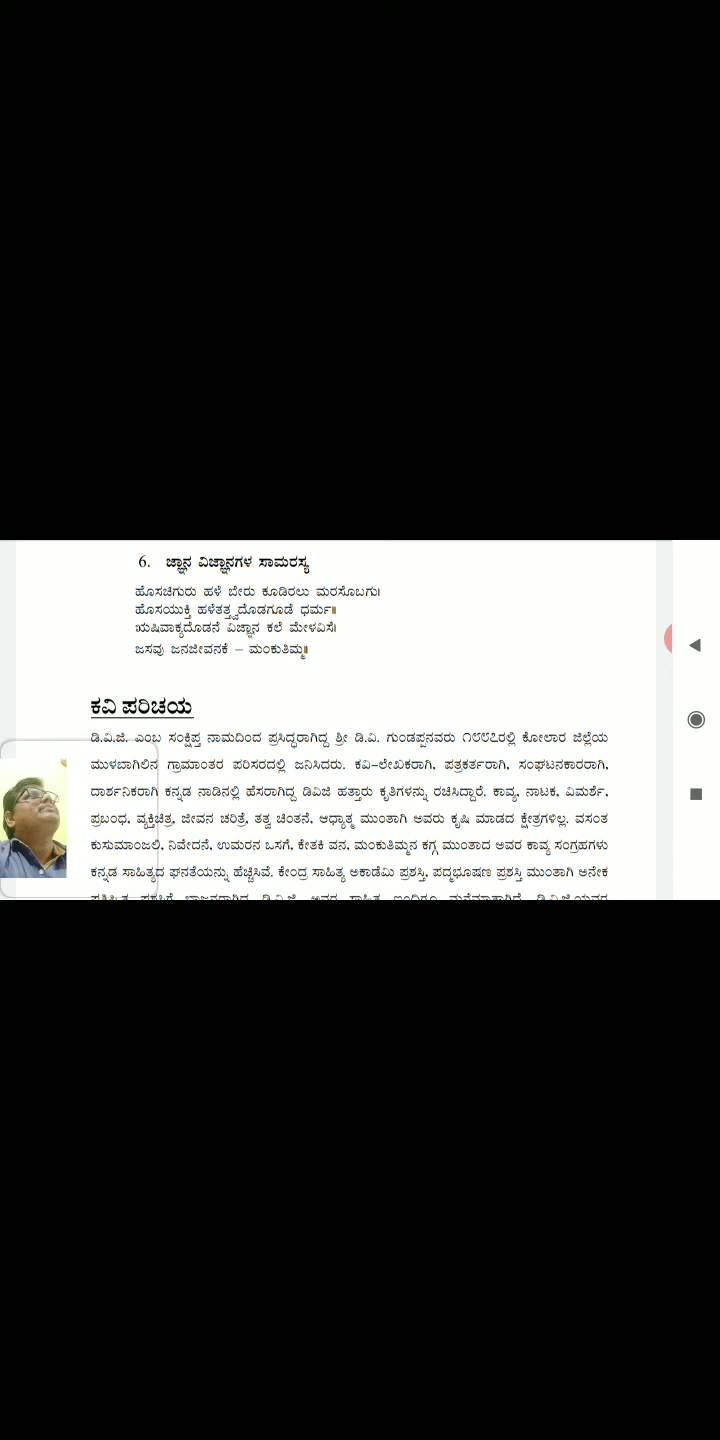 6. ಜ್ಞಾನ ವಿಜ್ಞಾನಗಳ ಸಾಮರಸ್ಯ
ಹೊಸಚಿಗುರು ಹಳೆ ಬೇರು ಕೂಡಿರಲು ಮರಸೊಬಗು।
ಹೊಸಯುಕ್ತಿ ಹಳೆತತ್ತ್ವದೊಡಗೂಡೆ ಧರ್ಮ॥
ಋಷಿವಾಕ್ಯದೊಡನೆ ವಿಜ್ಞಾನ ಕಲೆ ಮೇಳವಿಸೆ।
ಜಸವು ಜನಜೀವನಕೆ – ಮಂಕುತಿಮ್ಮ॥
ಕವಿ ಪರಿಚಯ
ಡಿ.ವಿ.ಜಿ. ಎಂಬ ಸಂಕ್ಷಿಪ್ತ ನಾಮದಿಂದ ಪ್ರಸಿದ್ಧರಾಗಿದ್ದ ಶ್ರೀ ಡಿ.ವಿ. ಗುಂಡಪ್ಪನವರು ೧೮೮೭ರಲ್ಲಿ ಕೋಲಾರ ಜಿಲ್ಲೆಯ
ಮುಳಬಾಗಿಲಿನ ಗ್ರಾಮಾಂತರ ಪರಿಸರದಲ್ಲಿ ಜನಿಸಿದರು. ಕವಿ–ಲೇಖಕರಾಗಿ, ಪತ್ರಕರ್ತರಾಗಿ, ಸಂಘಟನಕಾರರಾಗಿ,
ದಾರ್ಶನಿಕರಾಗಿ ಕನ್ನಡ ನಾಡಿನಲ್ಲಿ ಹೆಸರಾಗಿದ್ದ ಡಿವಿಜಿ ಹತ್ತಾರು ಕೃತಿಗಳನ್ನು ರಚಿಸಿದ್ದಾರೆ. ಕಾವ್ಯ, ನಾಟಕ, ವಿಮರ್ಶೆ,
ಪ್ರಬಂಧ, ವ್ಯಕ್ತಿಚಿತ್ರ, ಜೀವನ ಚರಿತ್ರೆ, ತತ್ವ ಚಿಂತನೆ, ಆಧ್ಯಾತ್ಮ ಮುಂತಾಗಿ ಅವರು ಕೃಷಿ ಮಾಡದ ಕ್ಷೇತ್ರಗಳಿಲ್ಲ. ವಸಂತ
ಕುಸುಮಾಂಜಲಿ, ನಿವೇದನೆ, ಉಮರನ ಒಸಗೆ, ಕೇತಕಿ ವನ, ಮಂಕುತಿಮ್ಮನ ಕಗ್ಗ ಮುಂತಾದ ಅವರ ಕಾವ್ಯ ಸಂಗ್ರಹಗಳು
ಕನ್ನಡ ಸಾಹಿತ್ಯದ ಘನತೆಯನ್ನು ಹೆಚ್ಚಿಸಿವೆ. ಕೇಂದ್ರ ಸಾಹಿತ್ಯ ಅಕಾಡೆಮಿ ಪ್ರಶಸ್ತಿ, ಪದ್ಮಭೂಷಣ ಪ್ರಶಸ್ತಿ ಮುಂತಾಗಿ ಅನೇಕ